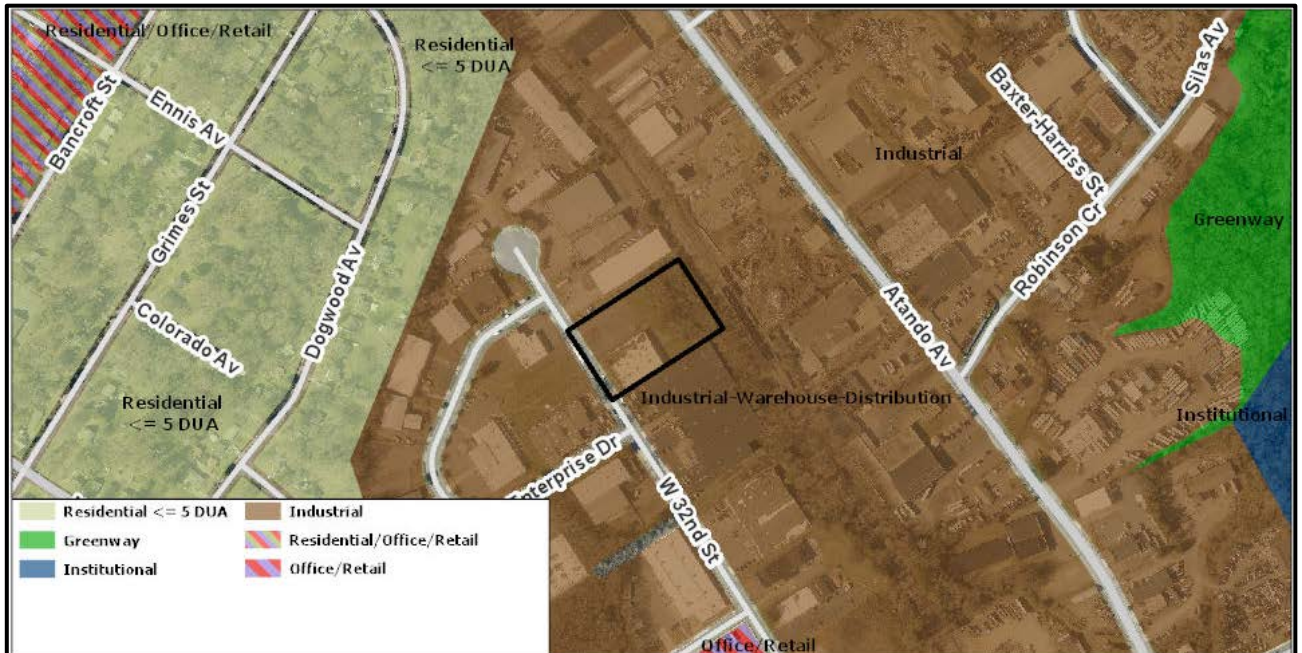 Residential/Office/Retail
Residential
<= 5 DUA
Bancroft St
Ennis Av
Grimes St
Dogwood Av
Colorado Av
Residential
<= 5 DUA
Silas Av
Baxter-Harriss St
Industrial
Robinson Cr
Greenway
Atando Av
Industrial-Warehouse-Distribution
Institutional
Enterprise Dr
W 32nd St
Office/Retail
Residential <= 5 DUA
Industrial
Greenway
Residential/Office/Retail
Institutional
Office/Retail